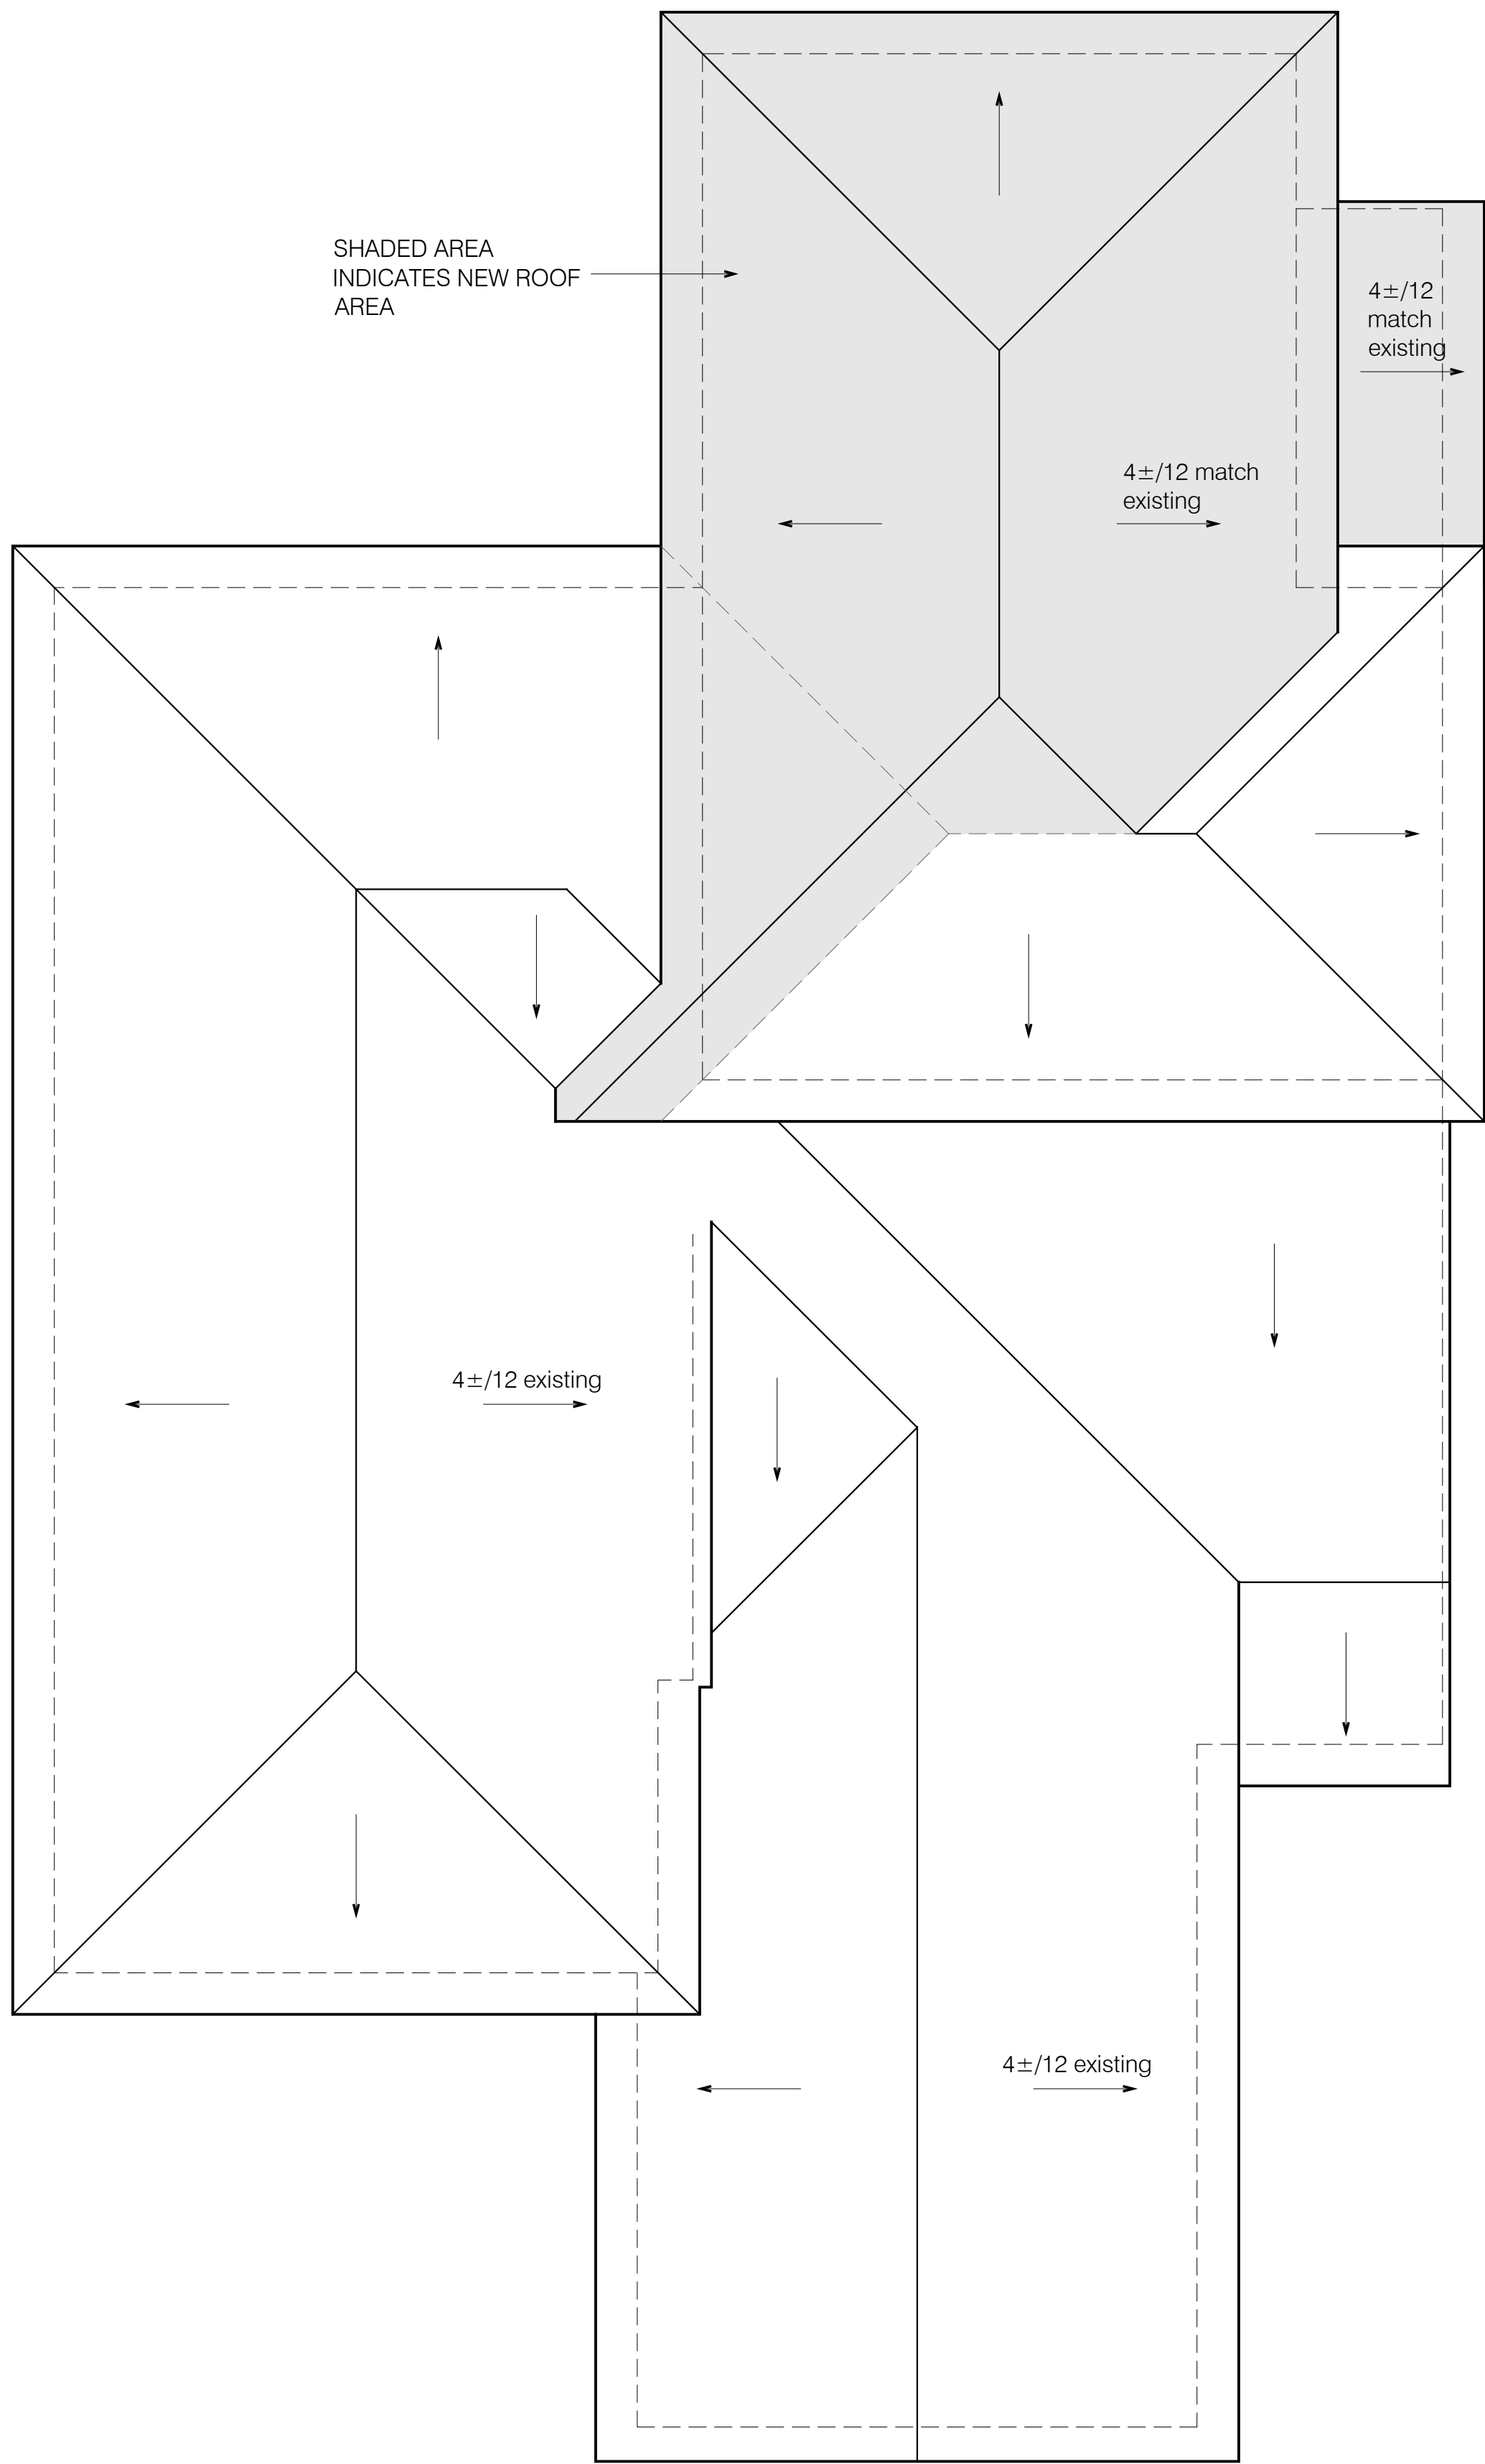 SHADED AREA
INDICATES NEW ROOF
AREA
4±/12
match
existing
4±/12 match
existing
4±/12 existing
4±/12 existing